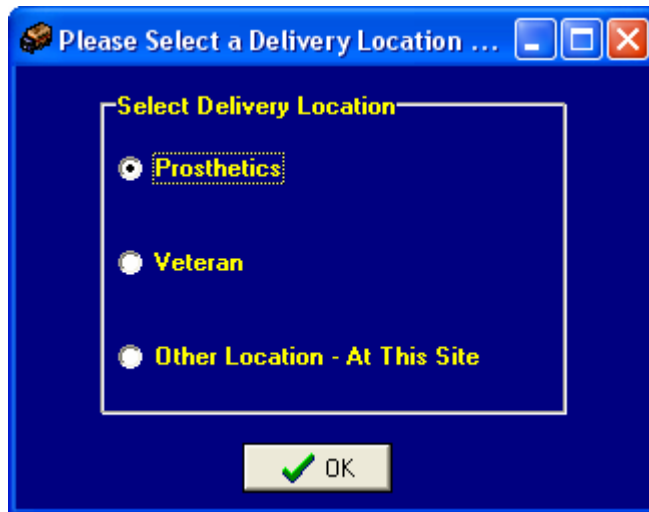 Please Select a Delivery Location ...
Select Delivery Location
Prosthetics
Veteran
Other Location - At This Site
OK